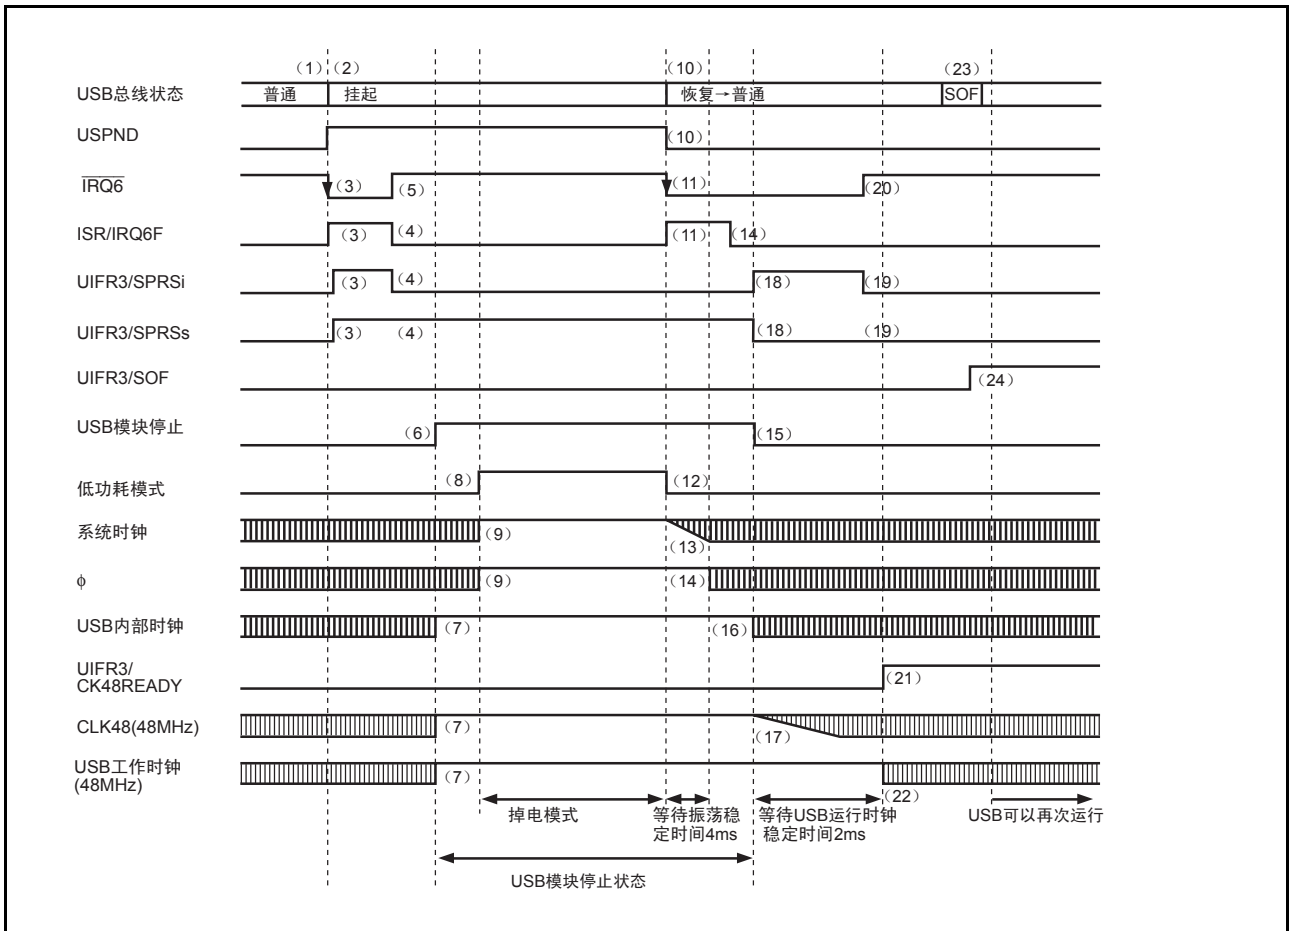 (1) (2) (10) (23)
USB总线状态 普通 挂起 恢复→普通 SOF
USPND (10)
IRQ6 (3) (5) (11) (20)
ISR/IRQ6F (3) (4) (11) (14)
UIFR3/SPRSi (3) (4) (18) (19)
UIFR3/SPRSs (3) (4) (18) (19)
UIFR3/SOF (24)
USB模块停止 (6) (15)
低功耗模式 (8) (12)
系统时钟 (9) (13)
φ (9) (14)
USB内部时钟 (7) (16)
UIFR3/
CK48READY (21)
CLK48(48MHz) (7) (17)
USB工作时钟
(48MHz) (7) (22)
掉电模式 等待振荡稳 等待USB运行时钟 USB可以再次运行
定时间4ms 稳定时间2ms
USB模块停止状态